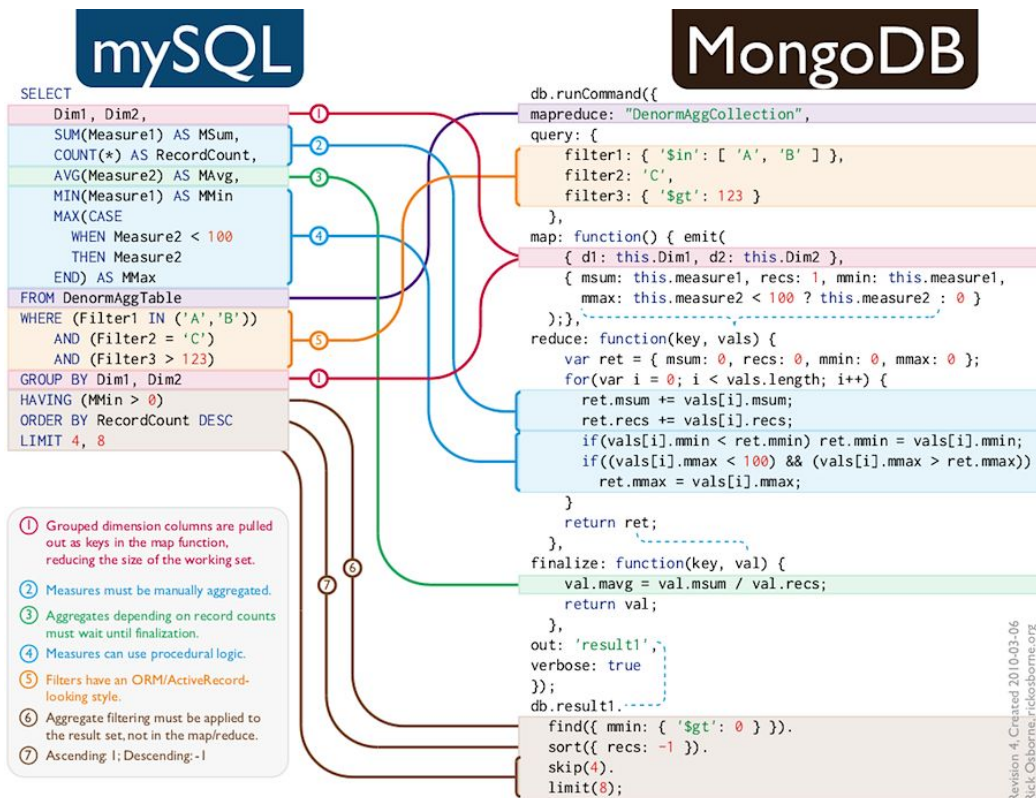 mySQL
SELECT
Dim1, Dim2,
SUM(Measure1) AS MSum,
COUNT(*) AS RecordCount,
AVG(Measure2) AS MAvg,
MIN(Measure1) AS MMin
MAX(CASE
WHEN Measure2 < 100
THEN Measure2
END) AS MMax
FROM DenormAggTable
WHERE (Filter1 IN ('A','B'))
AND (Filter2 = 'C')
AND (Filter3 > 123)
GROUP BY Dim1, Dim2
HAVING (MMin > 0)
ORDER BY RecordCount DESC
LIMIT 4, 8
1
2
3
4
5
1
6
7
1 Grouped dimension columns are pulled
out as keys in the map function,
reducing the size of the working set.
2 Measures must be manually aggregated.
3 Aggregates depending on record counts
must wait until finalization.
4 Measures can use procedural logic.
5 Filters have an ORM/ActiveRecord-
looking style.
6 Aggregate filtering must be applied to
the result set, not in the map/reduce.
7 Ascending: 1; Descending: -1
MongoDB
db.runCommand({
mapreduce: "DenormAggCollection",
query: {
filter1: { '$in': [ 'A', 'B' ] },
filter2: 'C',
filter3: { '$gt': 123 }
},
map: function() { emit(
{ d1: this.Dim1, d2: this.Dim2 },
{ msum: this.measure1, recs: 1, mmin: this.measure1,
mmax: this.measure2 < 100 ? this.measure2 : 0 }
);},
reduce: function(key, vals) {
var ret = { msum: 0, recs: 0, mmin: 0, mmax: 0 };
for(var i = 0; i < vals.length; i++) {
ret.msum += vals[i].msum;
ret.recs += vals[i].recs;
if(vals[i].mmin < ret.mmin) ret.mmin = vals[i].mmin;
if((vals[i].mmax < 100) && (vals[i].mmax > ret.mmax))
ret.mmax = vals[i].mmax;
}
return ret;
},
finalize: function(key, val) {
val.mavg = val.msum / val.recs;
return val;
},
out: 'result1',
verbose: true
});
db.result1.
find({ mmin: { '$gt': 0 } }).
sort({ recs: -1 }).
skip(4).
limit(8);
Revision 4, Created 2010-03-06
Rick Osborne, rickosborne.org